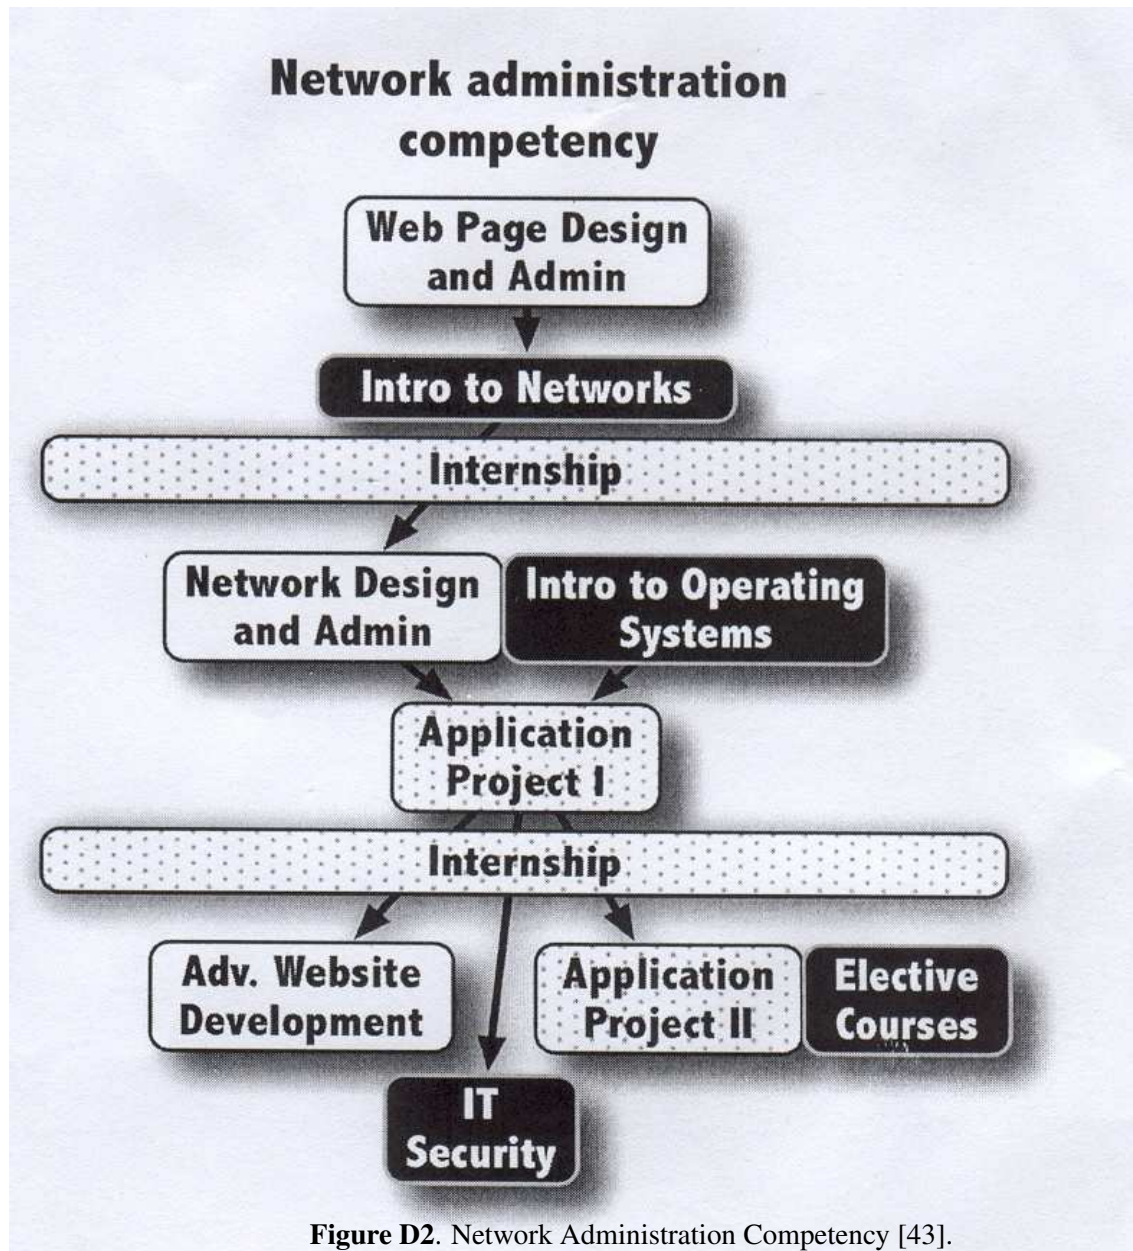 Network administration
competency
Web Page Design
and Admin
Intro to Networks
Internship
Network Design
and Admin
Intro to Operating
Systems
Application
Project I
Internship
Adv. Website
Development
Application
Project II
Elective
Courses
IT
Security
Figure D2. Network Administration Competency [43].